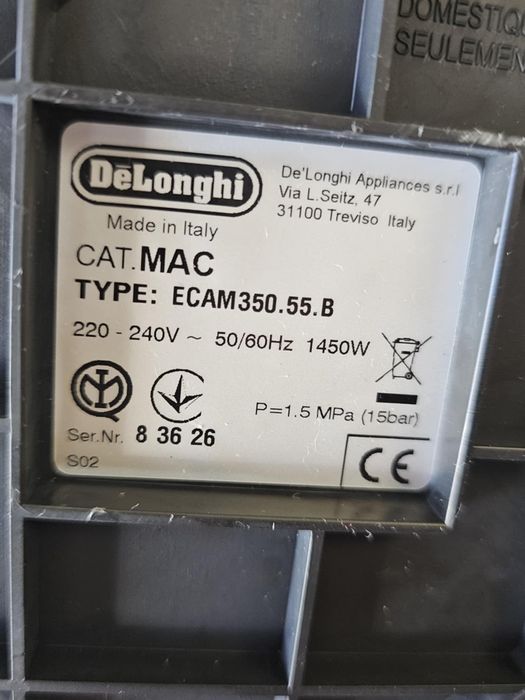 DOMESTIQ
SEULEMEN
DeLonghi
De'Longhi Appliances s.r.l
Via L.Seitz, 47
31100 Treviso Italy
Made in Italy
CAT.MAC
TYPE: ECAM350.55.B
220 - 240V ~ 50/60Hz 1450W
P=1.5 MPa (15bar)
Ser.Nr. 8 36 26
S02
CE